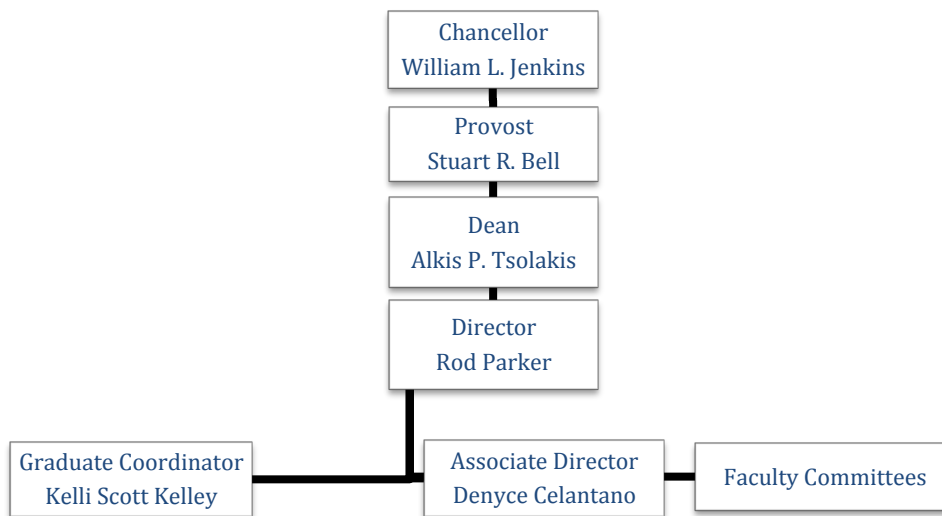 Chancellor
William L. Jenkins
Provost
Stuart R. Bell
Dean
Alkis P. Tsolakis
Director
Rod Parker
Graduate Coordinator
Kelli Scott Kelley
Associate Director
Denyce Celantano
Faculty Committees